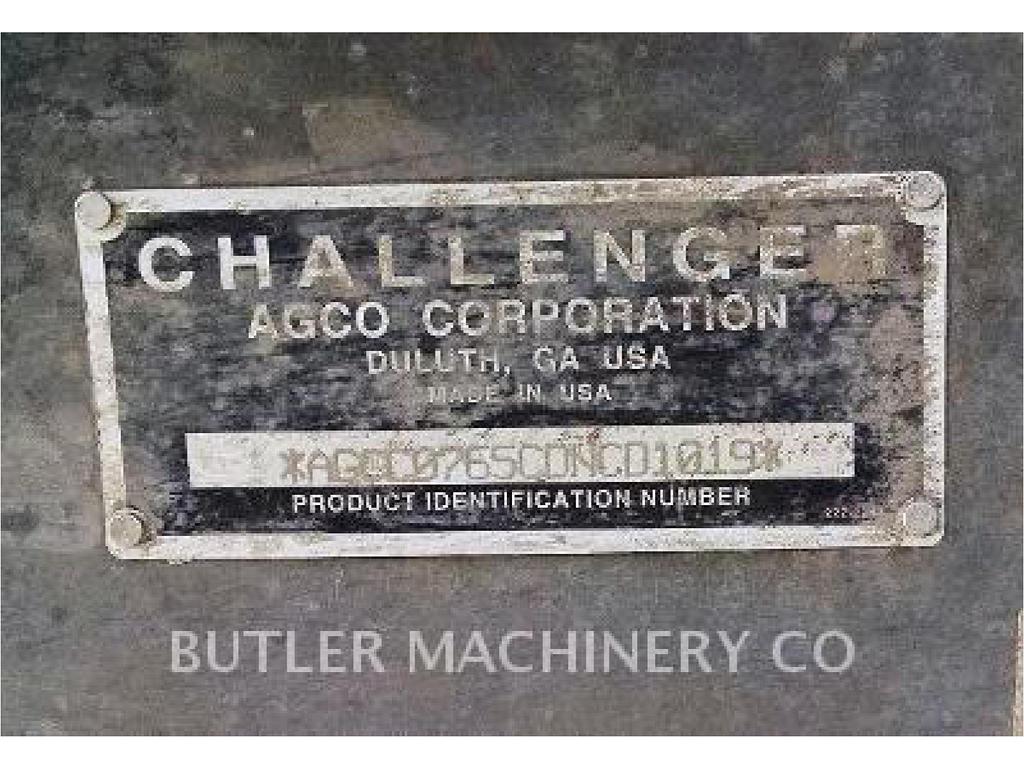 CHALLENGER
AGCO CORPORATION
DULUTH, GA USA
MADE IN USA
*AGCC0765CDNCD1019*
PRODUCT IDENTIFICATION NUMBER
BUTLER MACHINERY CO